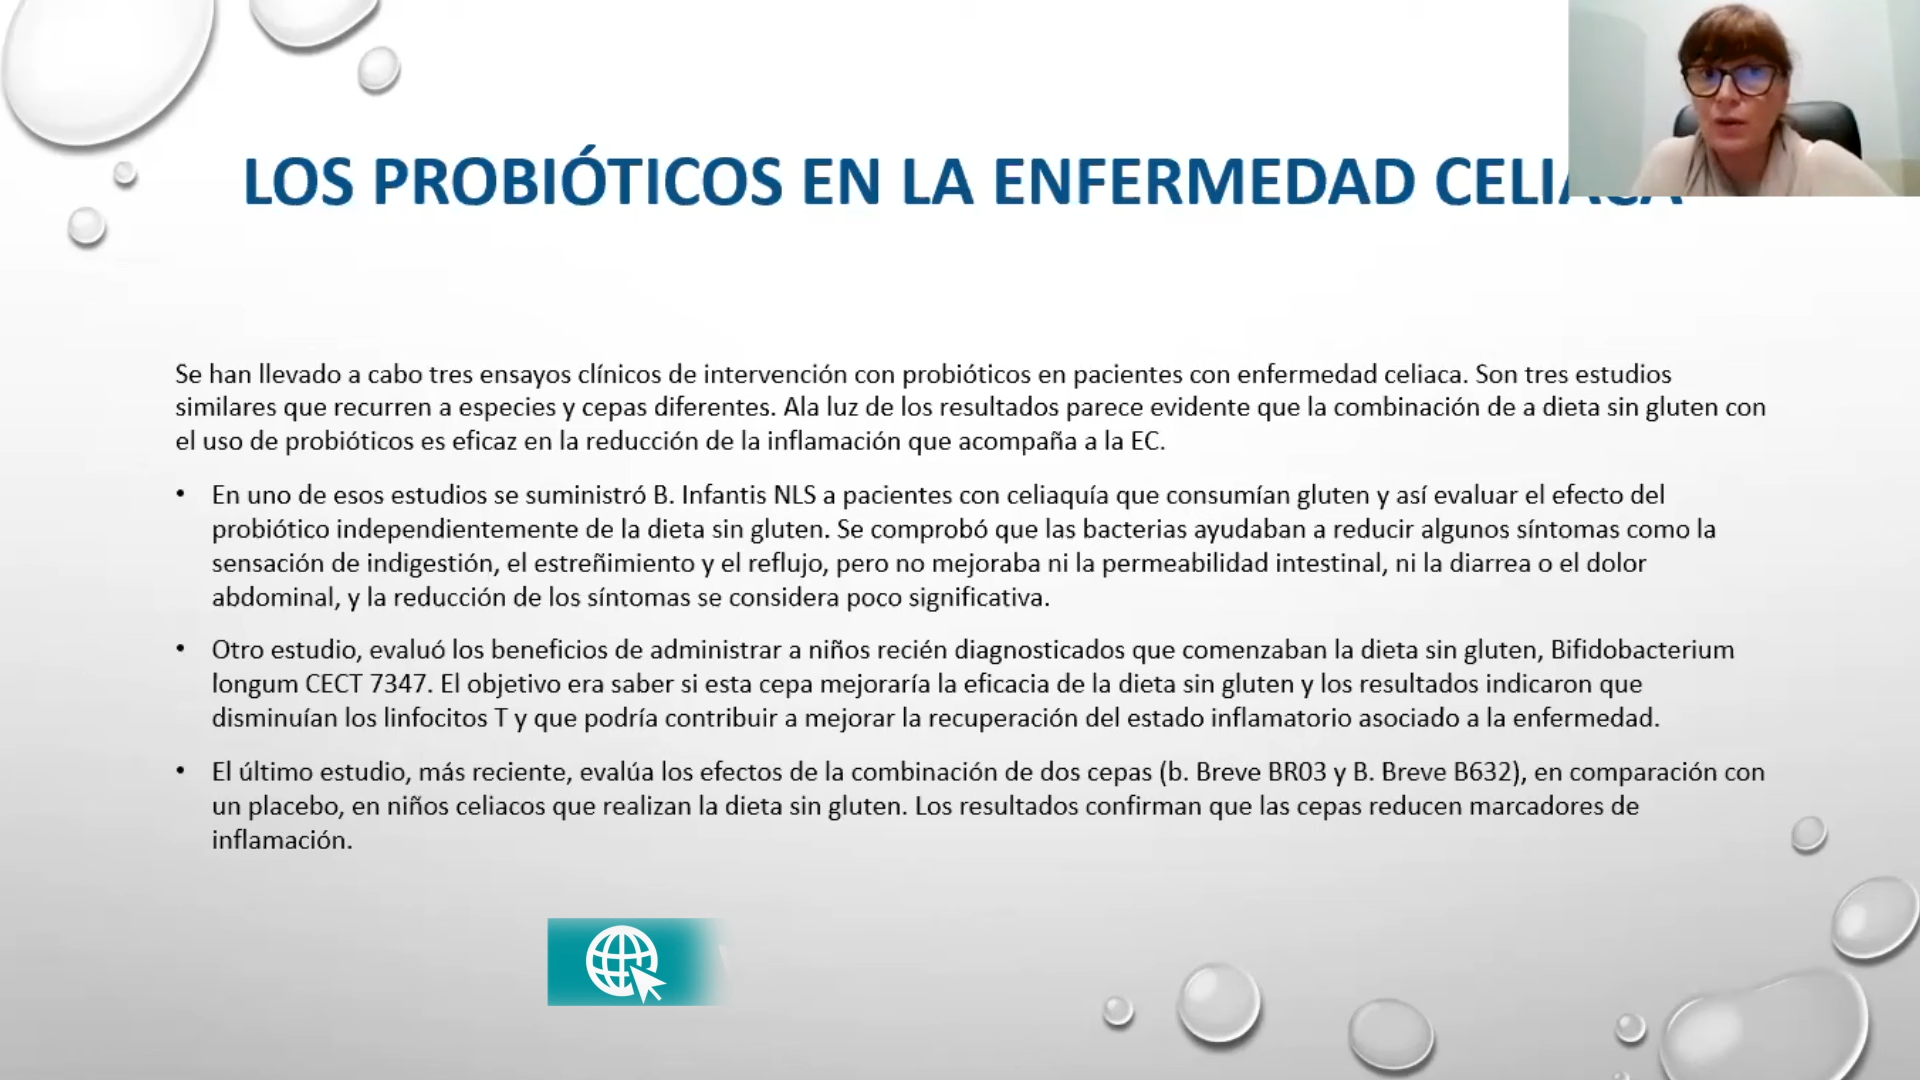 LOS PROBIÓTICOS EN LA ENFERMEDAD
Se han llevado a cabo tres ensayos clínicos de intervención con probióticos en pacientes con enfermedad celiaca. Son tres estudios
similares que recurren a especies y cepas diferentes. Ala luz de los resultados parece evidente que la combinación de a dieta sin gluten con
el uso de probióticos es eficaz en la reducción de la inflamación que acompaña a la EC.
• En uno de esos estudios se suministró B. Infantis NLS a pacientes con celiaquía que consumían gluten y así evaluar el efecto del
probiótico independientemente de la dieta sin gluten. Se comprobó que las bacterias ayudaban a reducir algunos síntomas como la
sensación de indigestión, el estreñimiento y el reflujo, pero no mejoraba ni la permeabilidad intestinal, ni la diarrea o el dolor
abdominal, y la reducción de los síntomas se considera poco significativa.
• Otro estudio, evaluó los beneficios de administrar a niños recién diagnosticados que comenzaban la dieta sin gluten, Bifidobacterium
longum CECT 7347. El objetivo era saber si esta cepa mejoraría la eficacia de la dieta sin gluten y los resultados indicaron que
disminuían los linfocitos T y que podría contribuir a mejorar la recuperación del estado inflamatorio asociado a la enfermedad.
• El último estudio, más reciente, evalúa los efectos de la combinación de dos cepas (b. Breve BR03 y B. Breve B632), en comparación con
un placebo, en niños celiacos que realizan la dieta sin gluten. Los resultados confirman que las cepas reducen marcadores de
inflamación.